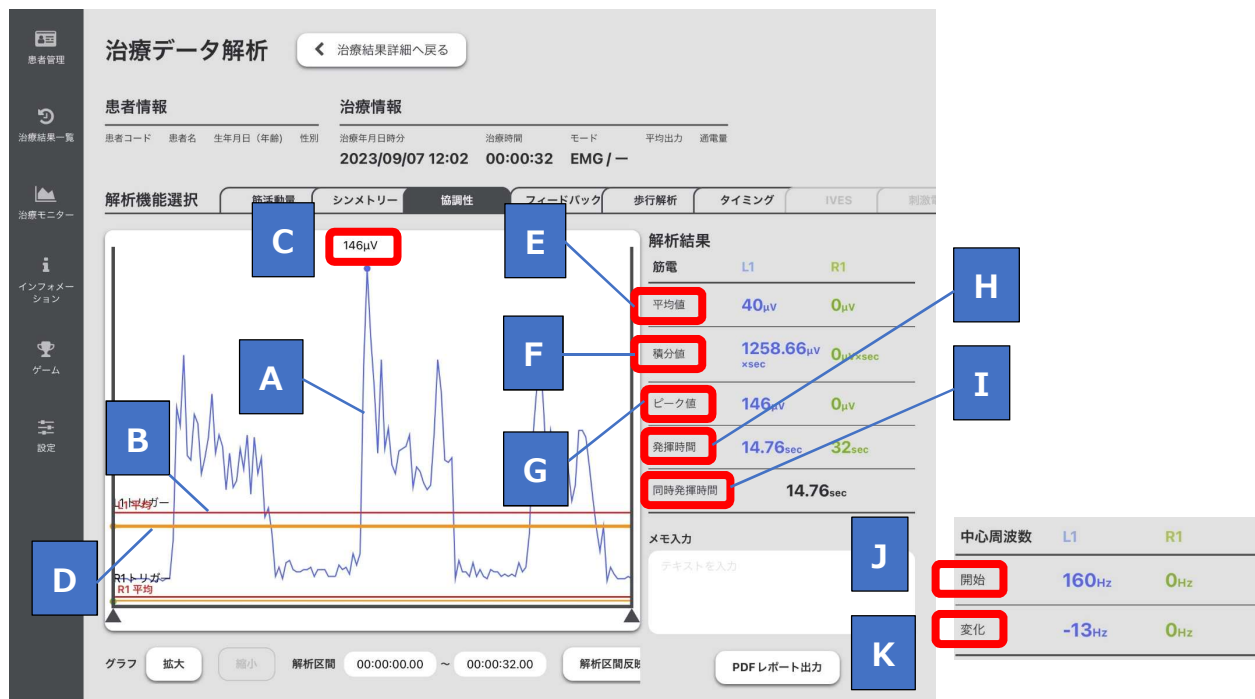 患者管理
治療結果一覧
治療モニター
インフォメー
ション
ゲーム
設定
治療データ解析
治療結果詳細へ戻る
患者情報
治療情報
患者コード 患者名 生年月日（年齢） 性別 治療年月日時分 治療時間 モード 平均出力 通電量
2023/09/07 12:02 00:00:32 EMG / ー
解析機能選択 筋活動量 シンメトリー 協調性 フィードバック 歩行解析 タイミング IVES
C
146μV
E
A
B
F
G
D
H
I
J
K
L1トリガー
L1 平均
R1トリガー
R1 平均
解析結果
筋電 L1 R1
平均値 40μV 0μV
積分値 1258.66μV
×sec 0μV×sec
ピーク値 146μV 0μV
発揮時間 14.76sec 32sec
同時発揮時間 14.76sec
メモ入力
テキストを入力
グラフ 拡大 縮小 解析区間 00:00:00.00 ~ 00:00:32.00 解析区間反映
PDF レポート出力
中心周波数 L1 R1
開始 160Hz 0Hz
変化 -13Hz 0Hz